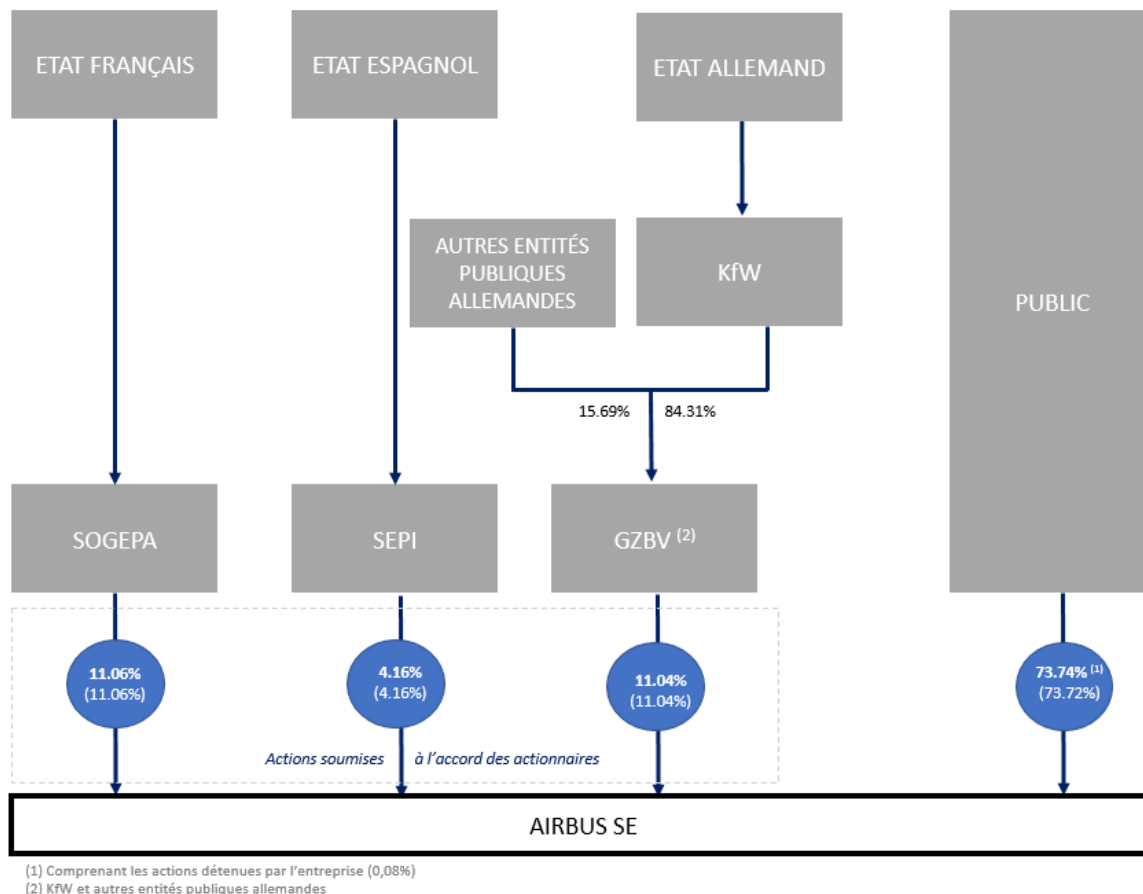 ETAT FRANÇAIS
ETAT ESPAGNOL
ETAT ALLEMAND
AUTRES ENTITÉS
PUBLIQUES
ALLEMANDES
KfW
PUBLIC
15.69%
84.31%
SOGEPA
SEPI
GZBV (2)
11.06%
(11.06%)
4.16%
(4.16%)
11.04%
(11.04%)
73.74% (1)
(73.72%)
Actions soumises à l’accord des actionnaires
AIRBUS SE
(1) Comprenant les actions détenues par l’entreprise (0,08%)
(2) KfW et autres entités publiques allemandes